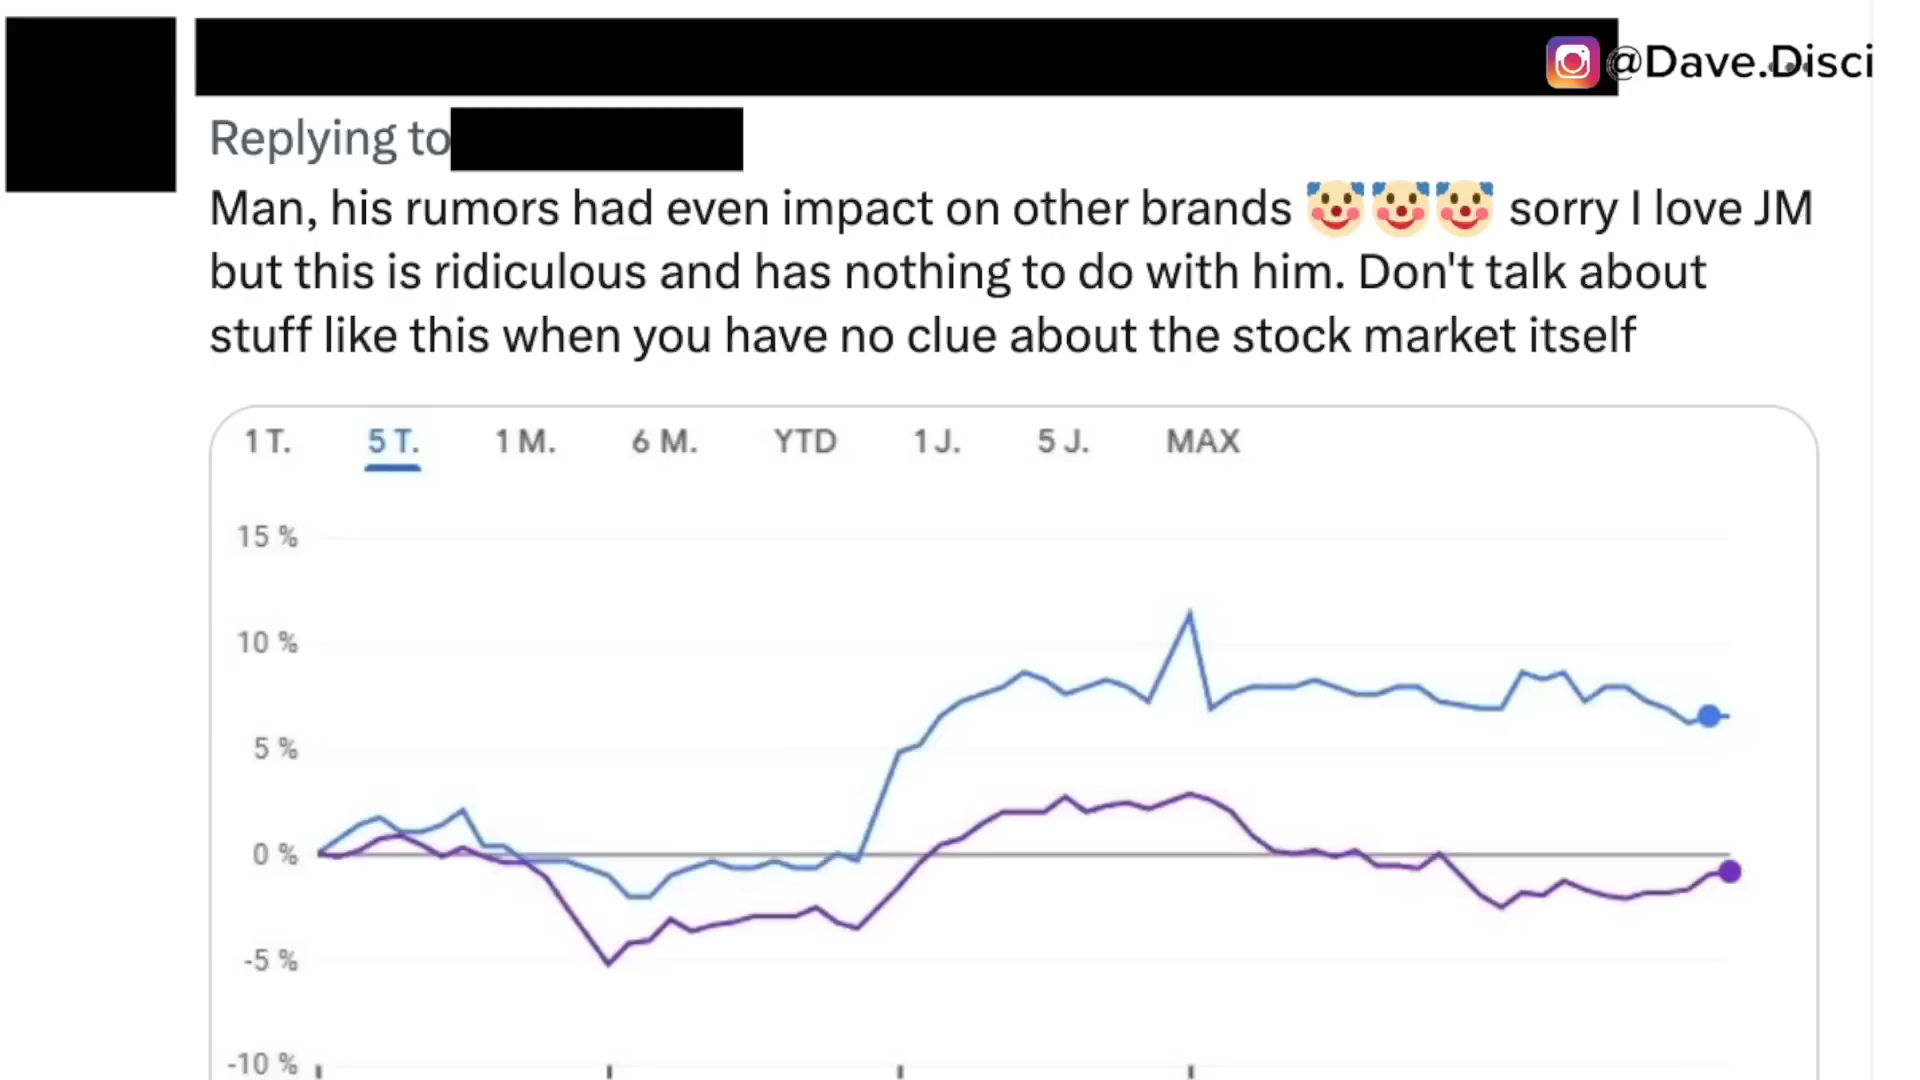 @Dave.Disci
Replying to
Man, his rumors had even impact on other brands 🤡🤡🤡 sorry I love JM
but this is ridiculous and has nothing to do with him. Don't talk about
stuff like this when you have no clue about the stock market itself
1 T. 5 T. 1 M. 6 M. YTD 1 J. 5 J. MAX
15 %
10 %
5 %
0 %
-5 %
-10 %